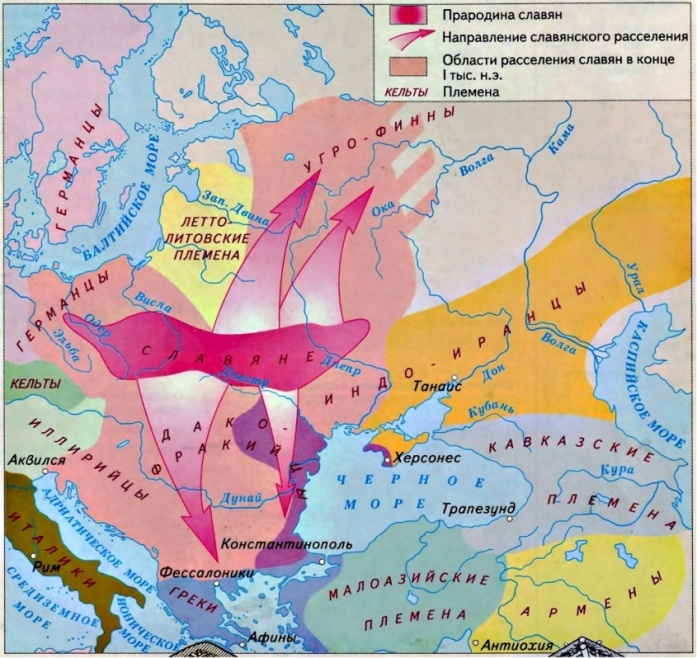 Прародина славян
Направление славянского расселения
Области расселения славян в конце
I тыс. н.э.
КЕЛЬТЫ Племена
ГЕРМАНЦЫ
БАЛТИЙСКОЕ МОРЕ
УГРО-ФИННЫ
Волга
Кама
Зап. Двина
Ока
ЛЕТТО-
ЛИТОВСКИЕ
ПЛЕМЕНА
ГЕРМАНЦЫ
Висла
Одер
Эльба
СЛАВЯНЕ
Днестр
Днепр
ИНДО-ИРАНЦЫ
Урал
Волга
Дон
Танаис
КАСПИЙСКОЕ МОРЕ
КЕЛЬТЫ
Кубань
ИЛЛИРИЙЦЫ
ДАКО-
ФРАКИЙЦЫ
КАВКАЗСКИЕ
ПЛЕМЕНА
Аквилея
Херсонес
Кура
Дунай
ЧЕРНОЕ
МОРЕ
Трапезунд
АДРИАТИЧЕСКОЕ МОРЕ
ИТАЛИКИ
Рим
Константинополь
Фессалоники
ГРЕКИ
МАЛОАЗИЙСКИЕ
ПЛЕМЕНА
АРМЕНЫ
СРЕДИЗЕМНОЕ
МОРЕ
ИОНИЧЕСКОЕ
МОРЕ
Афины
Антиохия